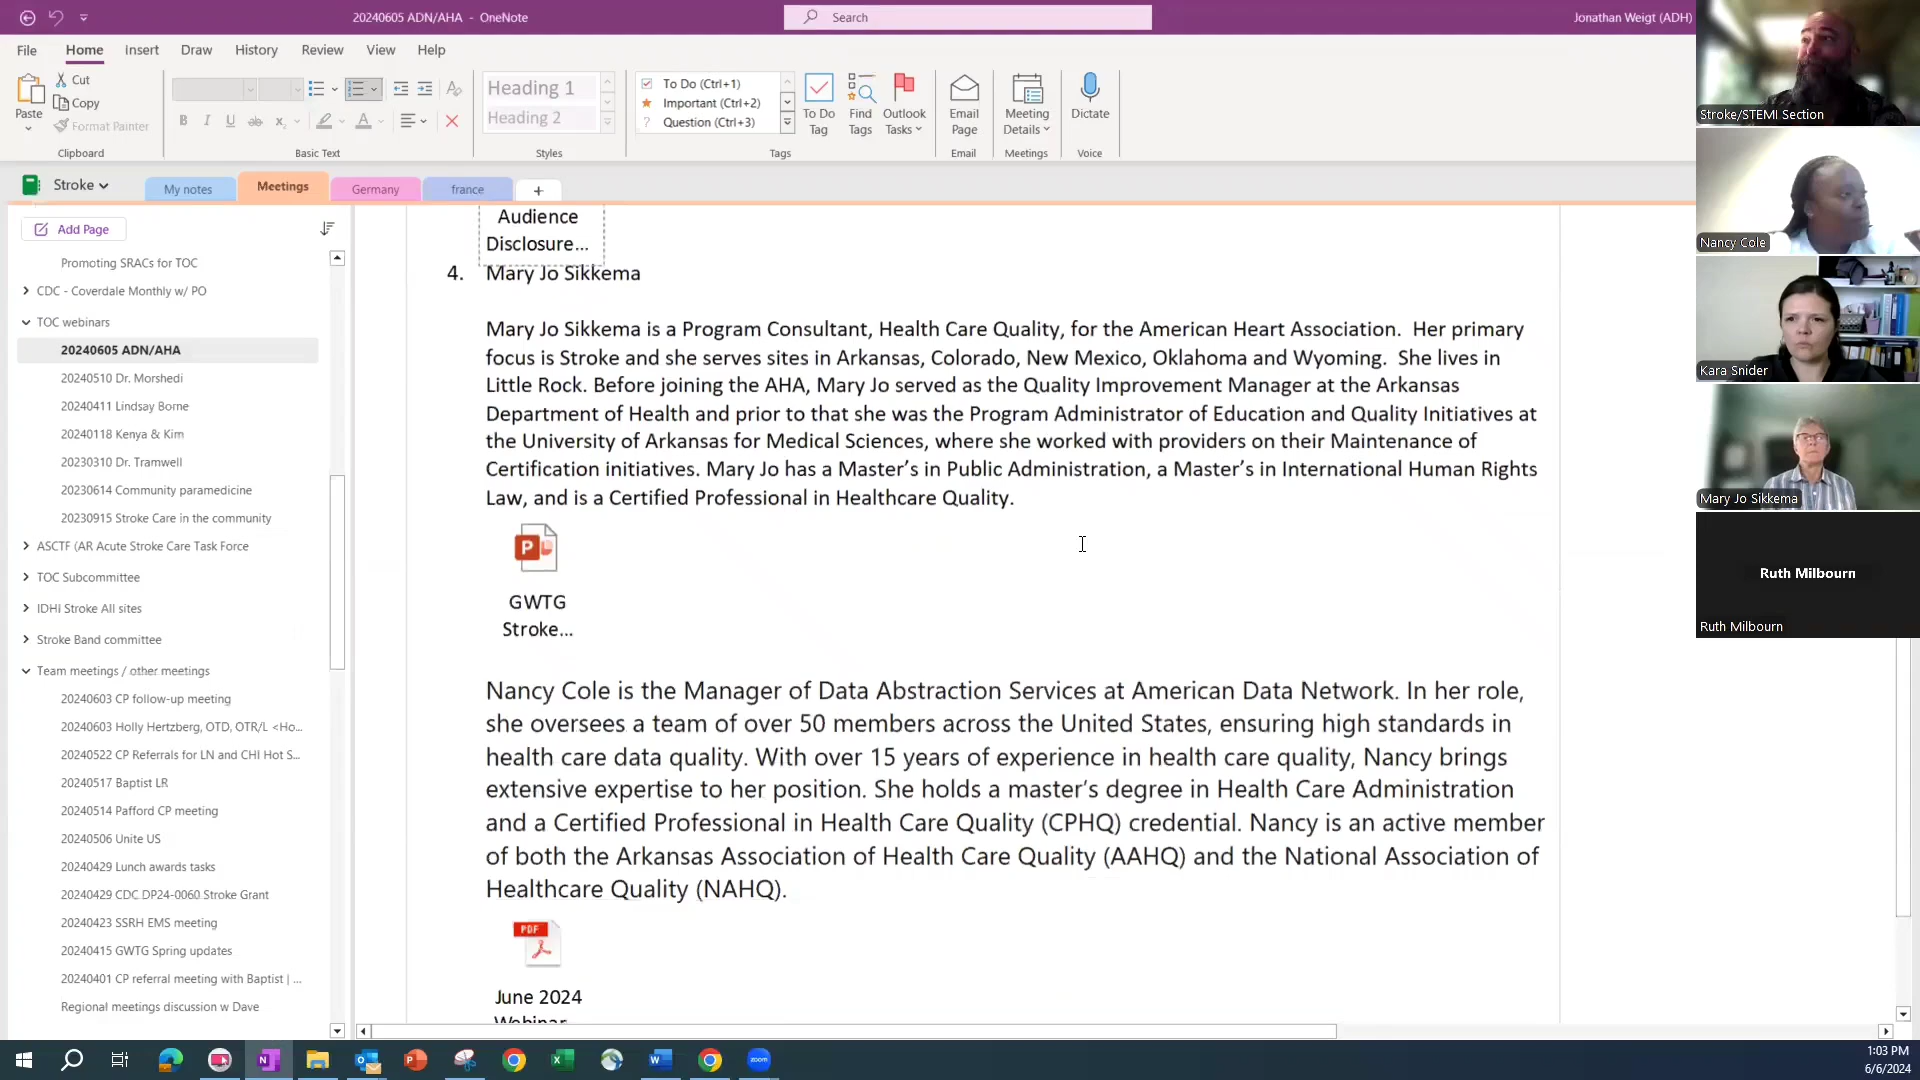 20240605 ADN/AHA - OneNote
Search
Jonathan Weigt (ADH)
File Home Insert Draw History Review View Help
Paste
Cut
Copy
Format Painter
Clipboard
Basic Text
Heading 1
Heading 2
Styles
To Do (Ctrl+1)
Important (Ctrl+2)
Question (Ctrl+3)
To Do Tag
Find Tags
Outlook Tasks
Tags
Email Page
Email
Meeting Details
Meetings
Dictate
Voice
Stroke
My notes
Meetings
Germany
france
Add Page
Promoting SRACs for TOC
CDC - Coverdale Monthly w/ PO
TOC webinars
20240605 ADN/AHA
20240510 Dr. Morshedi
20240411 Lindsay Borne
20240118 Kenya & Kim
20230310 Dr. Tramwell
20230614 Community paramedicine
20230915 Stroke Care in the community
ASCTF (AR Acute Stroke Care Task Force
TOC Subcommittee
IDHI Stroke All sites
Stroke Band committee
Team meetings / other meetings
20240603 CP follow-up meeting
20240603 Holly Hertzberg, OTD, OTR/L <Ho...
20240522 CP Referrals for LN and CHI Hot S...
20240517 Baptist LR
20240514 Pafford CP meeting
20240506 Unite US
20240429 Lunch awards tasks
20240429 CDC DP24-0060 Stroke Grant
20240423 SSRH EMS meeting
20240415 GWTG Spring updates
20240401 CP referral meeting with Baptist | ...
Regional meetings discussion w Dave
Audience
Disclosure...
4. Mary Jo Sikkema
Mary Jo Sikkema is a Program Consultant, Health Care Quality, for the American Heart Association. Her primary
focus is Stroke and she serves sites in Arkansas, Colorado, New Mexico, Oklahoma and Wyoming. She lives in
Little Rock. Before joining the AHA, Mary Jo served as the Quality Improvement Manager at the Arkansas
Department of Health and prior to that she was the Program Administrator of Education and Quality Initiatives at
the University of Arkansas for Medical Sciences, where she worked with providers on their Maintenance of
Certification initiatives. Mary Jo has a Master's in Public Administration, a Master's in International Human Rights
Law, and is a Certified Professional in Healthcare Quality.
GWTG
Stroke...
Nancy Cole is the Manager of Data Abstraction Services at American Data Network. In her role,
she oversees a team of over 50 members across the United States, ensuring high standards in
health care data quality. With over 15 years of experience in health care quality, Nancy brings
extensive expertise to her position. She holds a master's degree in Health Care Administration
and a Certified Professional in Health Care Quality (CPHQ) credential. Nancy is an active member
of both the Arkansas Association of Health Care Quality (AAHQ) and the National Association of
Healthcare Quality (NAHQ).
PDF
June 2024
Webinar
Stroke/STEMI Section
Nancy Cole
Kara Snider
Mary Jo Sikkema
Ruth Milbourn
Ruth Milbourn
1:03 PM
6/6/2024